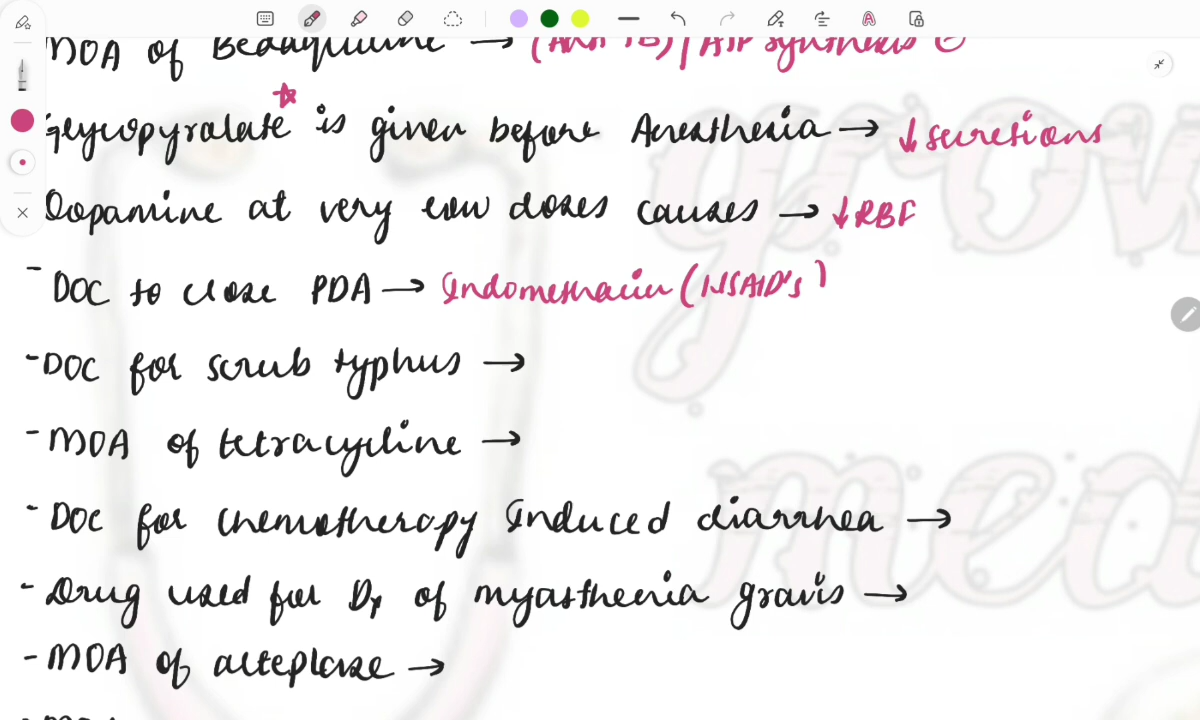 MOA of Bedaquiline → (Anti TB) / ATP synthesis ⊖
Glycopyrolate is given before Anesthesia → ↓ secretions
Dopamine at very low doses causes → ↓ RBF
- DOC to close PDA → Indomethacin (NSAID's)
- DOC for scrub typhus →
- MOA of tetracycline →
- DOC for chemotherapy induced diarrhea →
- Drug used for Dx of myasthenia gravis →
- MOA of alteplase →
grow
med